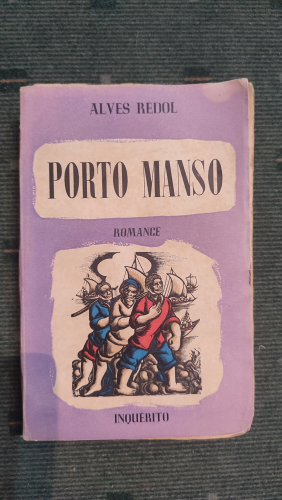 ALVES REDOL
PORTO MANSO
ROMANCE
INQUÉRITO